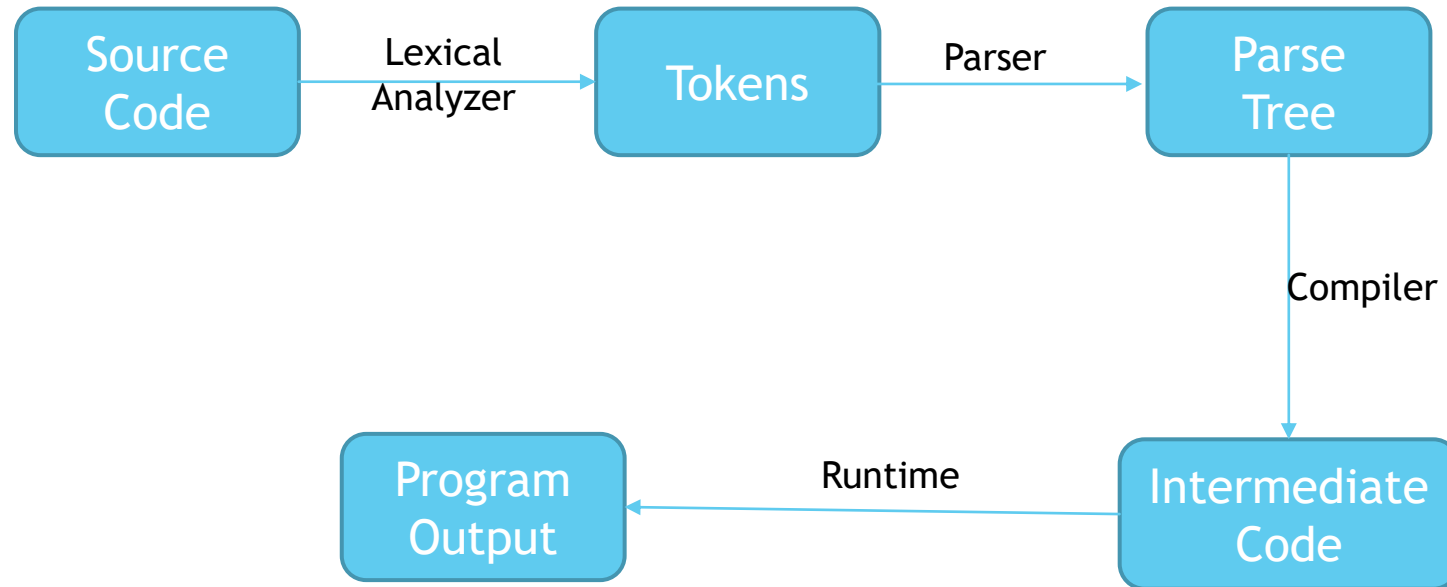 Source
Code
Lexical
Analyzer
Tokens
Parser
Parse
Tree
Compiler
Intermediate
Code
Runtime
Program
Output